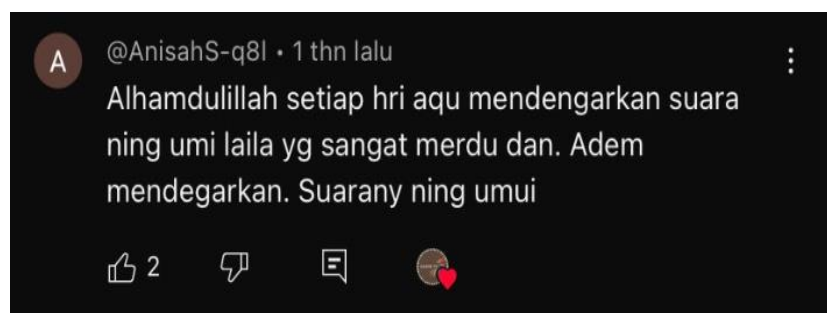 A
@AnisahS-q8l • 1 thn lalu
Alhamdulillah setiap hri aqu mendengarkan suara
ning umi laila yg sangat merdu dan. Adem
mendegarkan. Suarany ning umui
2